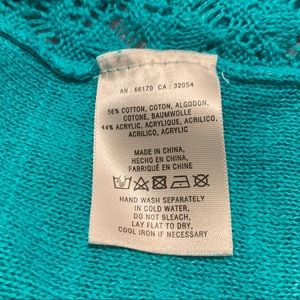 RN : 66170 CA : 32054
56% COTTON, COTON, ALGODON,
COTONE, BAUMWOLLE
44% ACRYLIC, ACRYLIQUE, ACRILICO,
ACRILICO, ACRYLIC
MADE IN CHINA,
HECHO EN CHINA,
FABRIQUÉ EN CHINE
HAND WASH SEPARATELY
IN COLD WATER,
DO NOT BLEACH,
LAY FLAT TO DRY,
COOL IRON IF NECESSARY